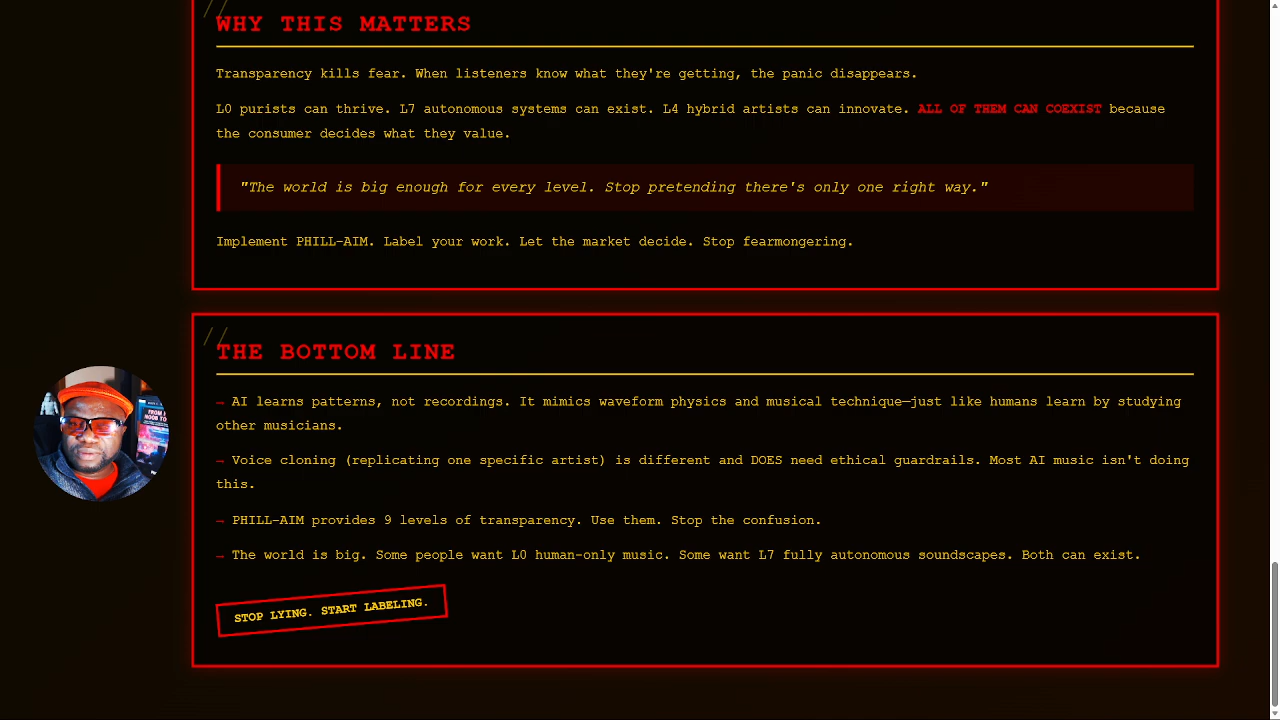 //
WHY THIS MATTERS
Transparency kills fear. When listeners know what they're getting, the panic disappears.
L0 purists can thrive. L7 autonomous systems can exist. L4 hybrid artists can innovate. ALL OF THEM CAN COEXIST because
the consumer decides what they value.
"The world is big enough for every level. Stop pretending there's only one right way."
Implement PHILL-AIM. Label your work. Let the market decide. Stop fearmongering.
//
THE BOTTOM LINE
→ AI learns patterns, not recordings. It mimics waveform physics and musical technique—just like humans learn by studying
other musicians.
→ Voice cloning (replicating one specific artist) is different and DOES need ethical guardrails. Most AI music isn't doing
this.
→ PHILL-AIM provides 9 levels of transparency. Use them. Stop the confusion.
→ The world is big. Some people want L0 human-only music. Some want L7 fully autonomous soundscapes. Both can exist.
STOP LYING. START LABELING.